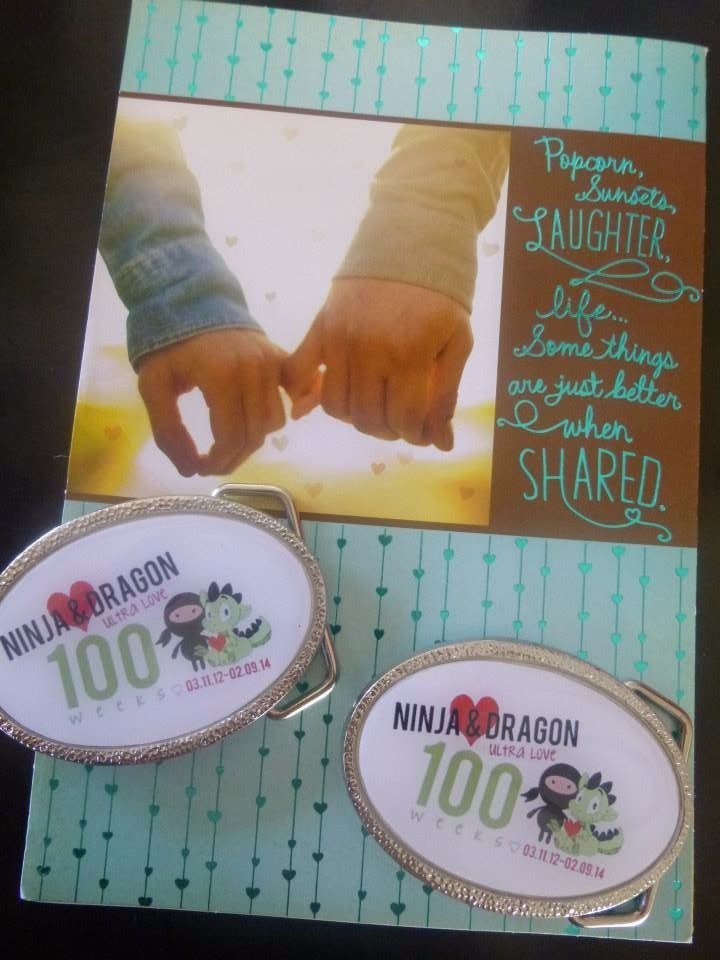 Popcorn,
Sunsets,
LAUGHTER,
life...
Some things
are just better
when
SHARED.
NINJA & DRAGON
ULTRA LOVE
100
weeks♡03.11.12-02.09.14
NINJA & DRAGON
ULTRA LOVE
100
weeks♡03.11.12-02.09.14